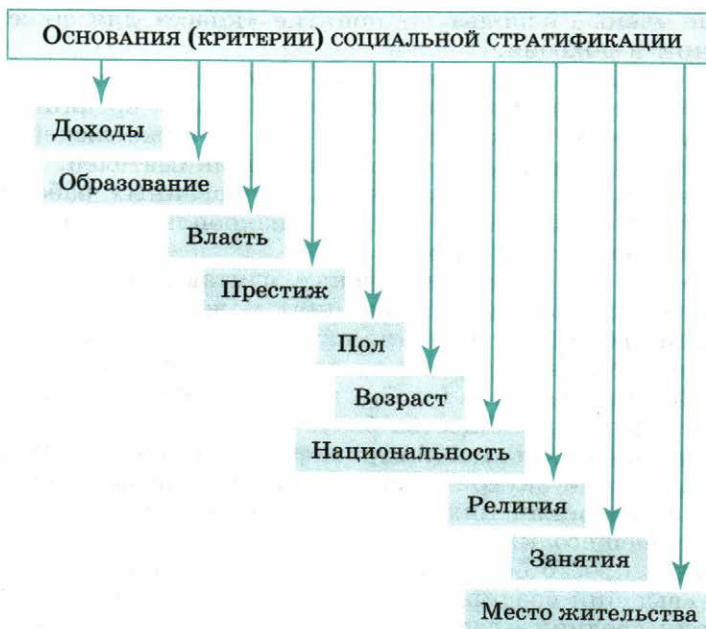 Основания (критерии) социальной стратификации
Доходы
Образование
Власть
Престиж
Пол
Возраст
Национальность
Религия
Занятия
Место жительства